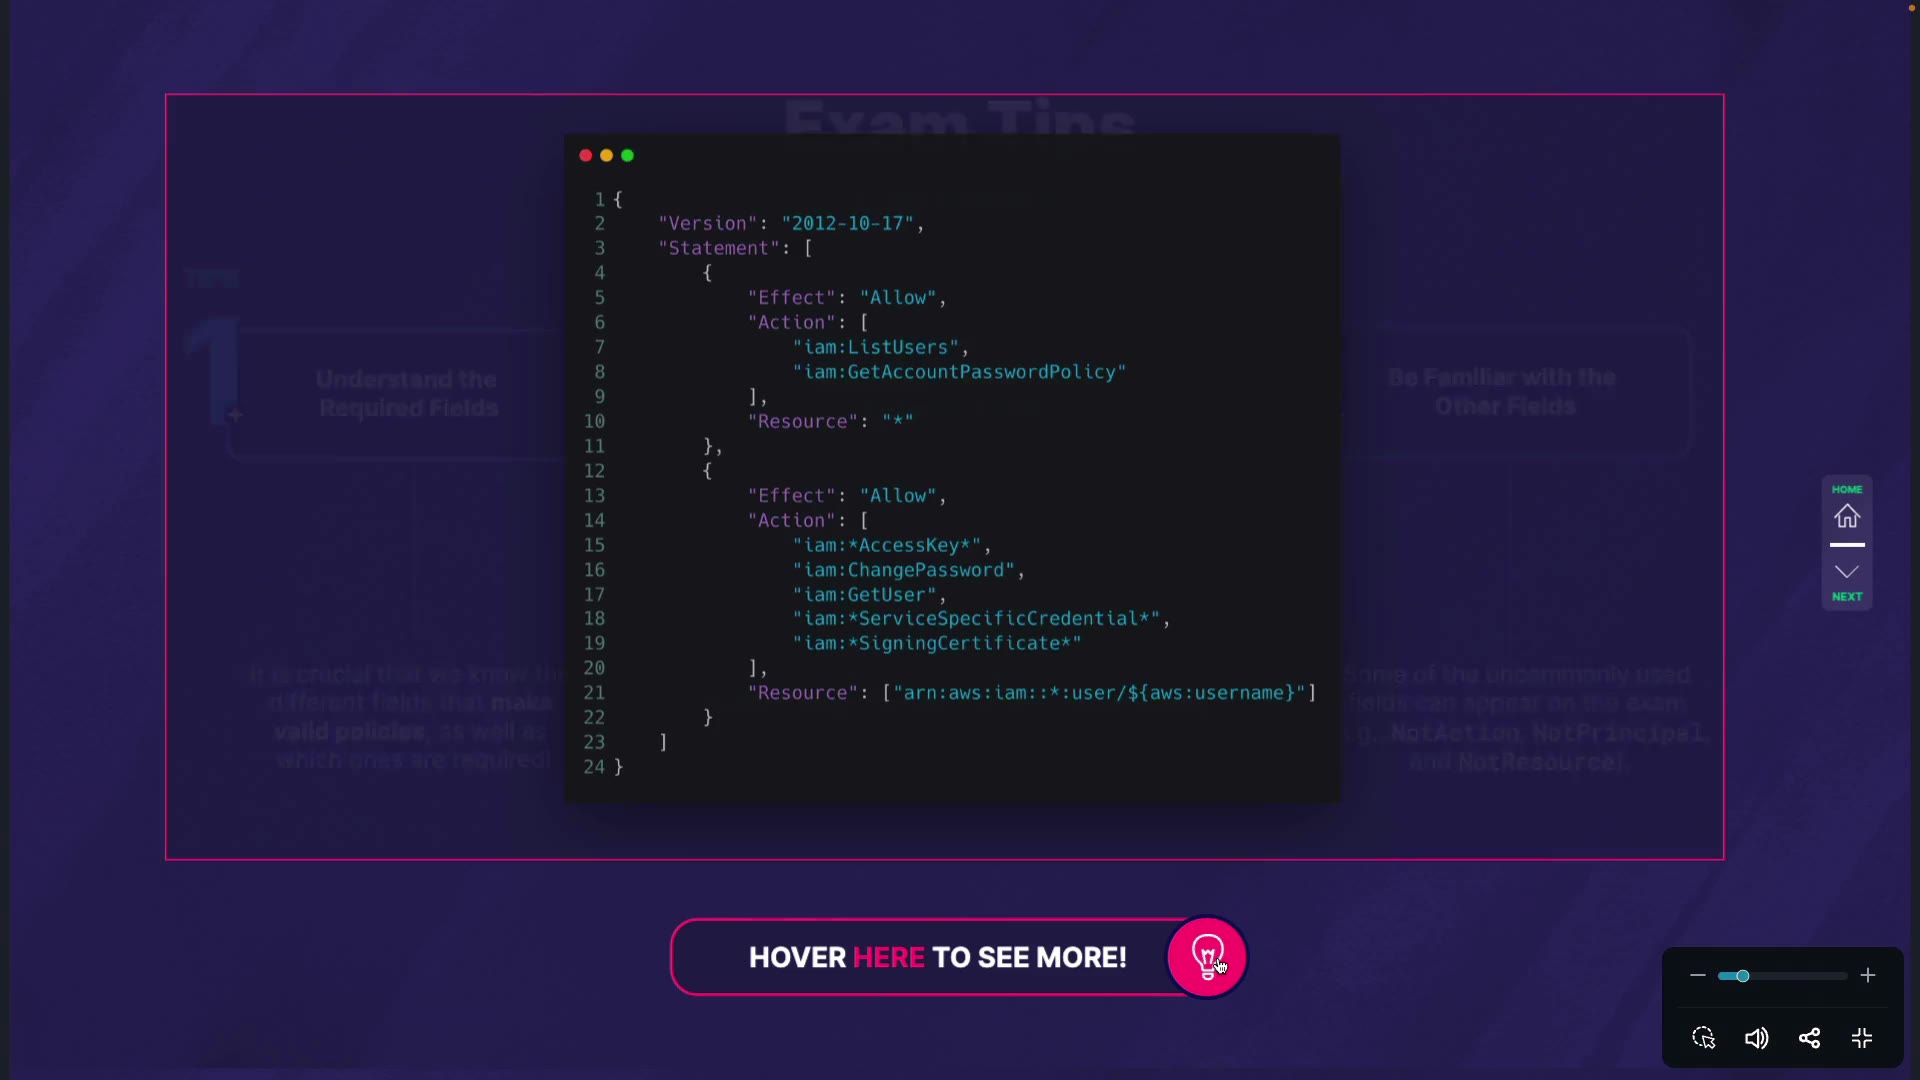 Exam Tips
1 {
2 "Version": "2012-10-17",
3 "Statement": [
4 {
5 "Effect": "Allow",
6 "Action": [
7 "iam:ListUsers",
8 "iam:GetAccountPasswordPolicy"
9 ],
10 "Resource": "*"
11 },
12 {
13 "Effect": "Allow",
14 "Action": [
15 "iam:*AccessKey*",
16 "iam:ChangePassword",
17 "iam:GetUser",
18 "iam:*ServiceSpecificCredential*",
19 "iam:*SigningCertificate*"
20 ],
21 "Resource": ["arn:aws:iam::*:user/${aws:username}"]
22 }
23 ]
24 }
1
Understand the
Required Fields
It is crucial that we know
different fields that make
valid policies, as well as
which ones are required!
Be Familiar with the
Other Fields
Some of the uncommonly used
fields can appear on the exam
NotAction, NotPrincipal,
and NotResource).
HOME
NEXT
HOVER HERE TO SEE MORE!